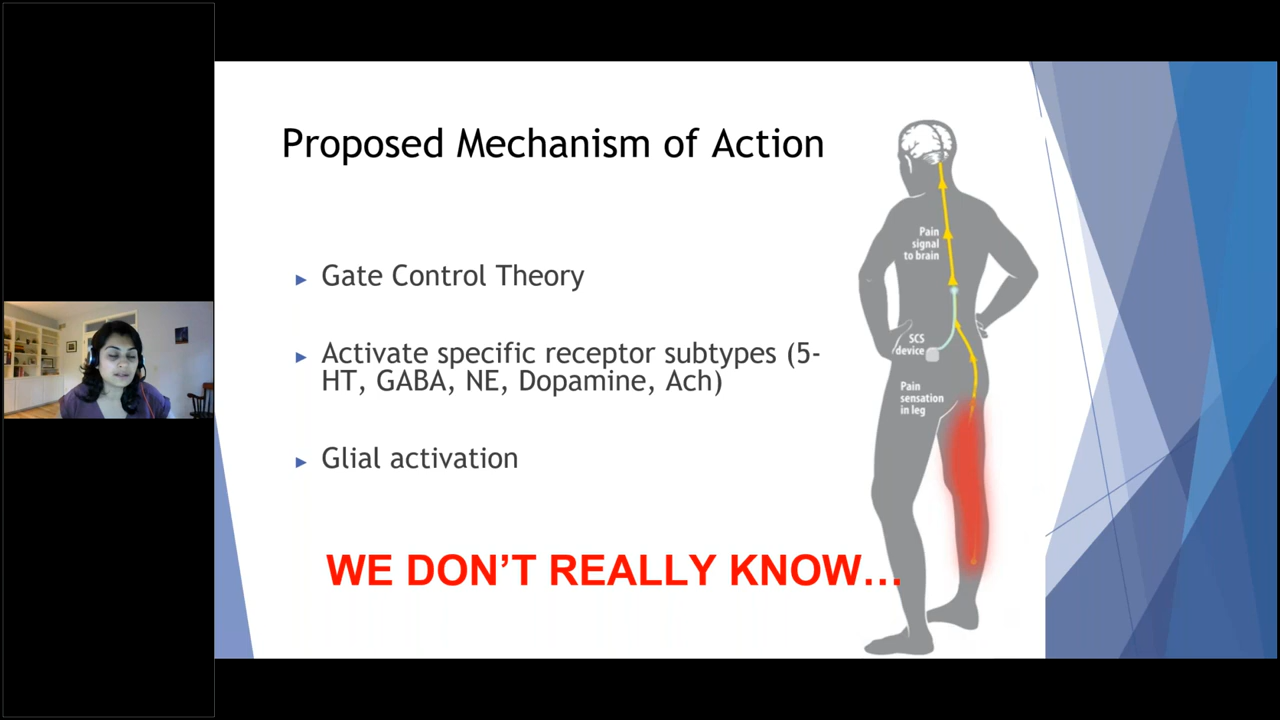 Proposed Mechanism of Action
Gate Control Theory
Activate specific receptor subtypes (5-
HT, GABA, NE, Dopamine, Ach)
Glial activation
WE DON’T REALLY KNOW…
Pain
signal
to brain
SCS
device
Pain
sensation
in leg